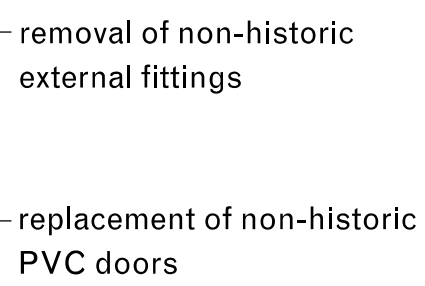 – removal of non-historic
external fittings
– replacement of non-historic
PVC doors